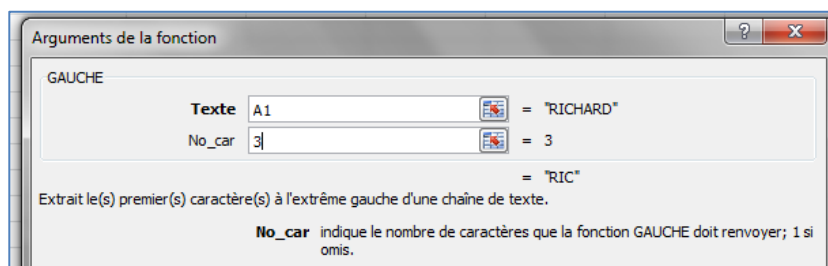 Arguments de la fonction
GAUCHE
Texte A1 = "RICHARD"
No_car 3 = 3
= "RIC"
Extrait le(s) premier(s) caractère(s) à l'extrême gauche d'une chaîne de texte.
No_car indique le nombre de caractères que la fonction GAUCHE doit renvoyer; 1 si
omis.